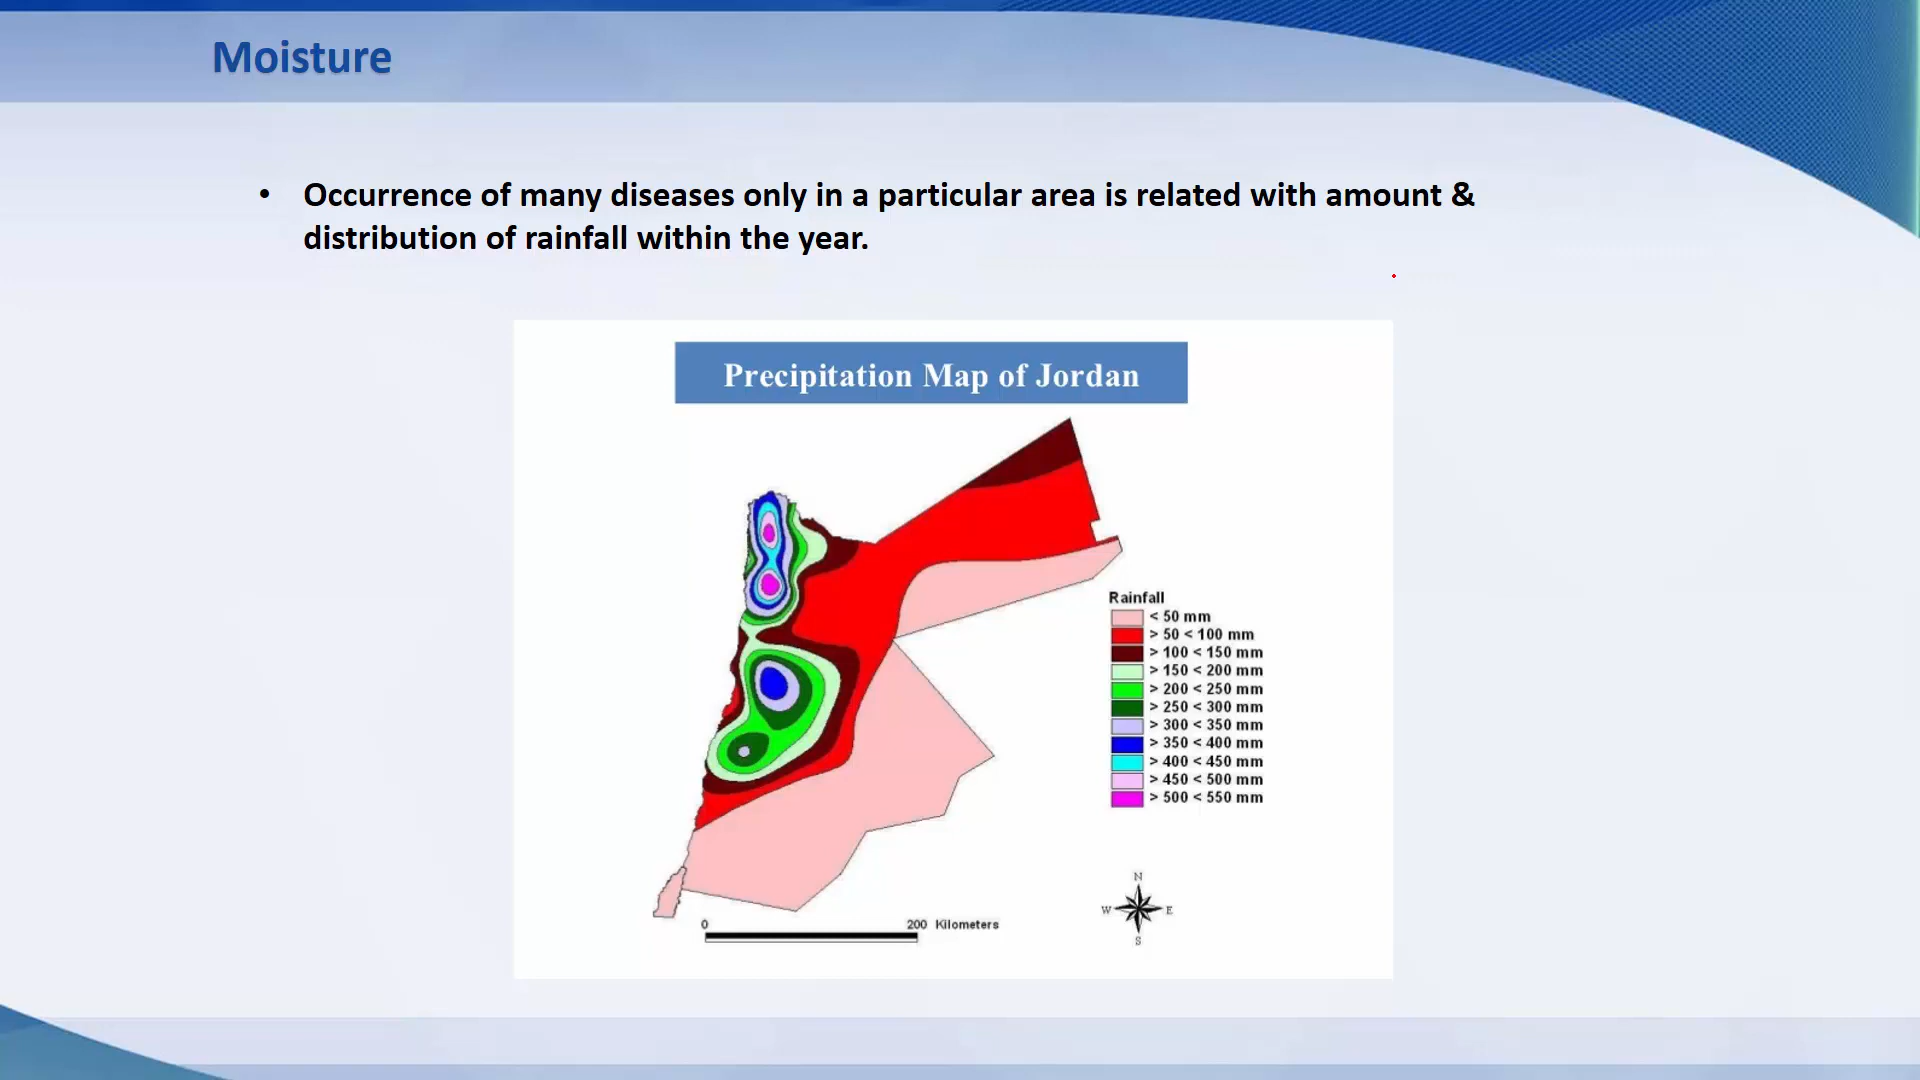 Moisture
• Occurrence of many diseases only in a particular area is related with amount &
distribution of rainfall within the year.
Precipitation Map of Jordan
Rainfall
< 50 mm
> 50 < 100 mm
> 100 < 150 mm
> 150 < 200 mm
> 200 < 250 mm
> 250 < 300 mm
> 300 < 350 mm
> 350 < 400 mm
> 400 < 450 mm
> 450 < 500 mm
> 500 < 550 mm
N
W E
S
0 200 Kilometers